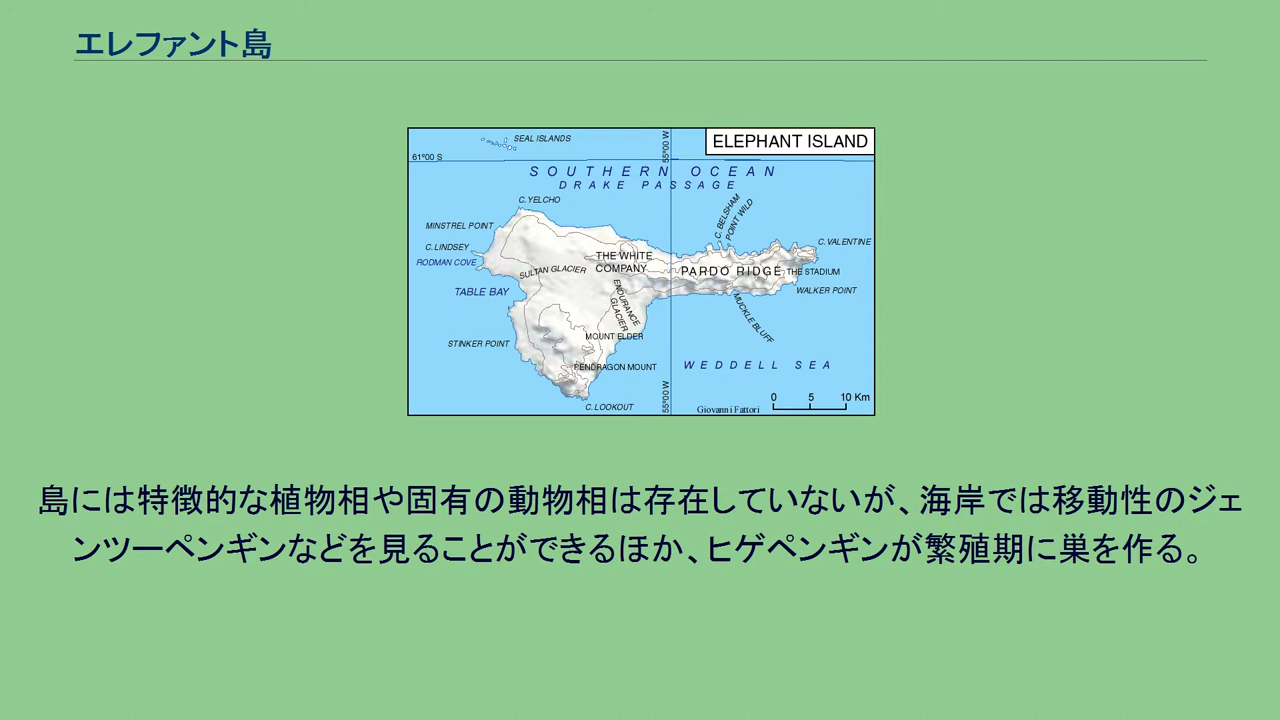 エレファント島
ELEPHANT ISLAND
SEAL ISLANDS
61º00 S
55º00 W
SOUTHERN OCEAN
DRAKE PASSAGE
C. YELCHO
C. BELSHAM
POINT WILD
MINSTREL POINT
C. VALENTINE
C. LINDSEY
RODMAN COVE
THE WHITE
COMPANY
SULTAN GLACIER
PARDO RIDGE
THE STADIUM
TABLE BAY
WALKER POINT
ENDURANCE
GLACIER
MUCKLE BLUFF
STINKER POINT
MOUNT ELDER
PENDRAGON MOUNT
WEDDELL SEA
55º00 W
0 5 10 Km
C. LOOKOUT
Giovanni Fattori
島には特徴的な植物相や固有の動物相は存在していないが、海岸では移動性のジェ
ンツーペンギンなどを見ることができるほか、ヒゲペンギンが繁殖期に巣を作る。